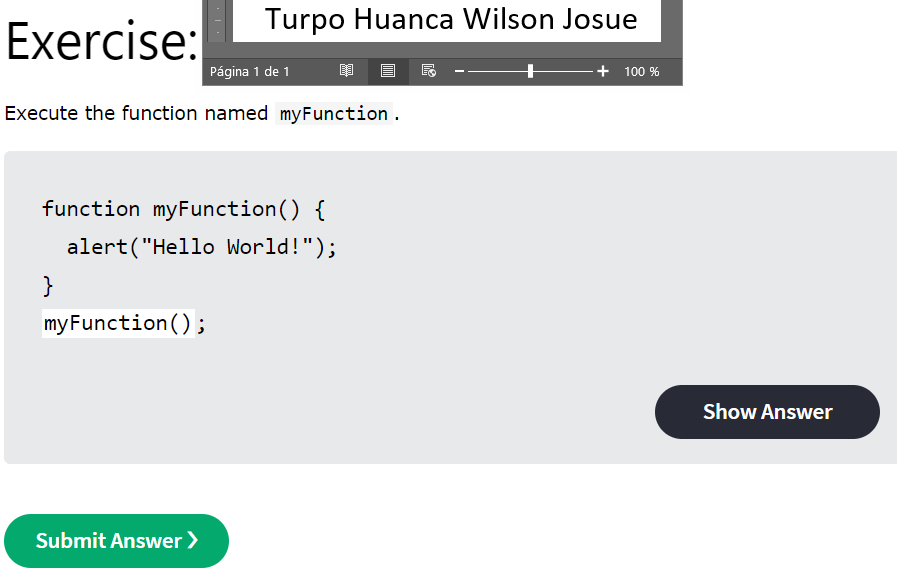 Turpo Huanca Wilson Josue
Exercise:
Página 1 de 1
100 %
Execute the function named myFunction.
function myFunction() {
  alert("Hello World!");
}
myFunction();
Show Answer
Submit Answer ❯